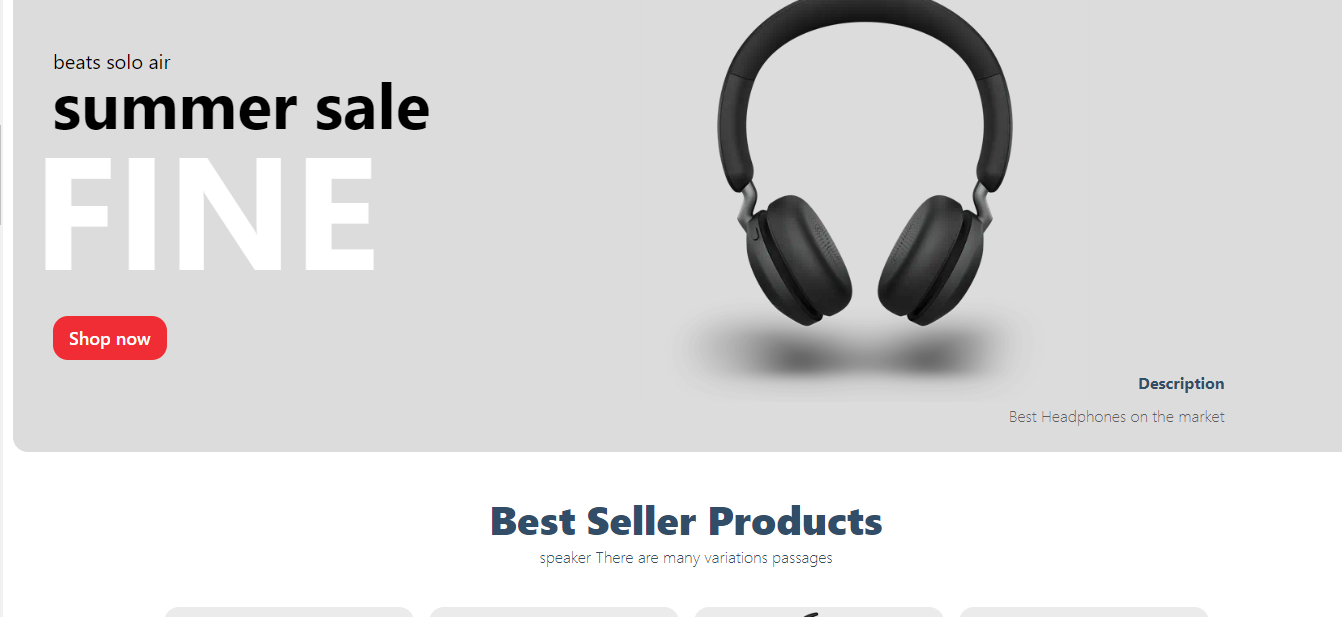 beats solo air
summer sale
FINE
Shop now
Description
Best Headphones on the market
Best Seller Products
speaker There are many variations passages